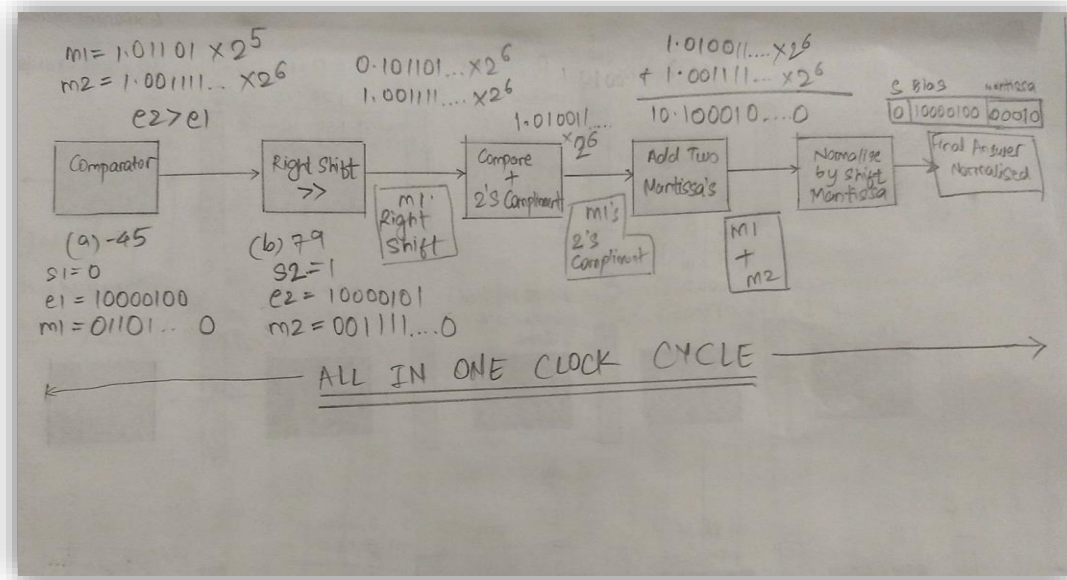 m1 = 1.01101 × 2^5
m2 = 1.001111.. × 2^6
e2 > e1
0.101101... × 2^6
1.001111.... × 2^6
1.010011.... × 2^6
1.010011.... × 2^6
+ 1.001111... × 2^6
10.100010....0
S Bias mantissa
0 10000100 00010
Comparator
Right Shift
>>
m1
Right
Shift
Compare
+
2's Compliment
m1's
2's
Compliment
Add Two
Mantissa's
M1
+
m2
Normalise
by shift
Mantissa
Final Answer
Normalised
(a) -45
s1 = 0
e1 = 10000100
m1 = 01101.. 0
(b) 79
s2 = 1
e2 = 10000101
m2 = 001111....0
ALL IN ONE CLOCK CYCLE